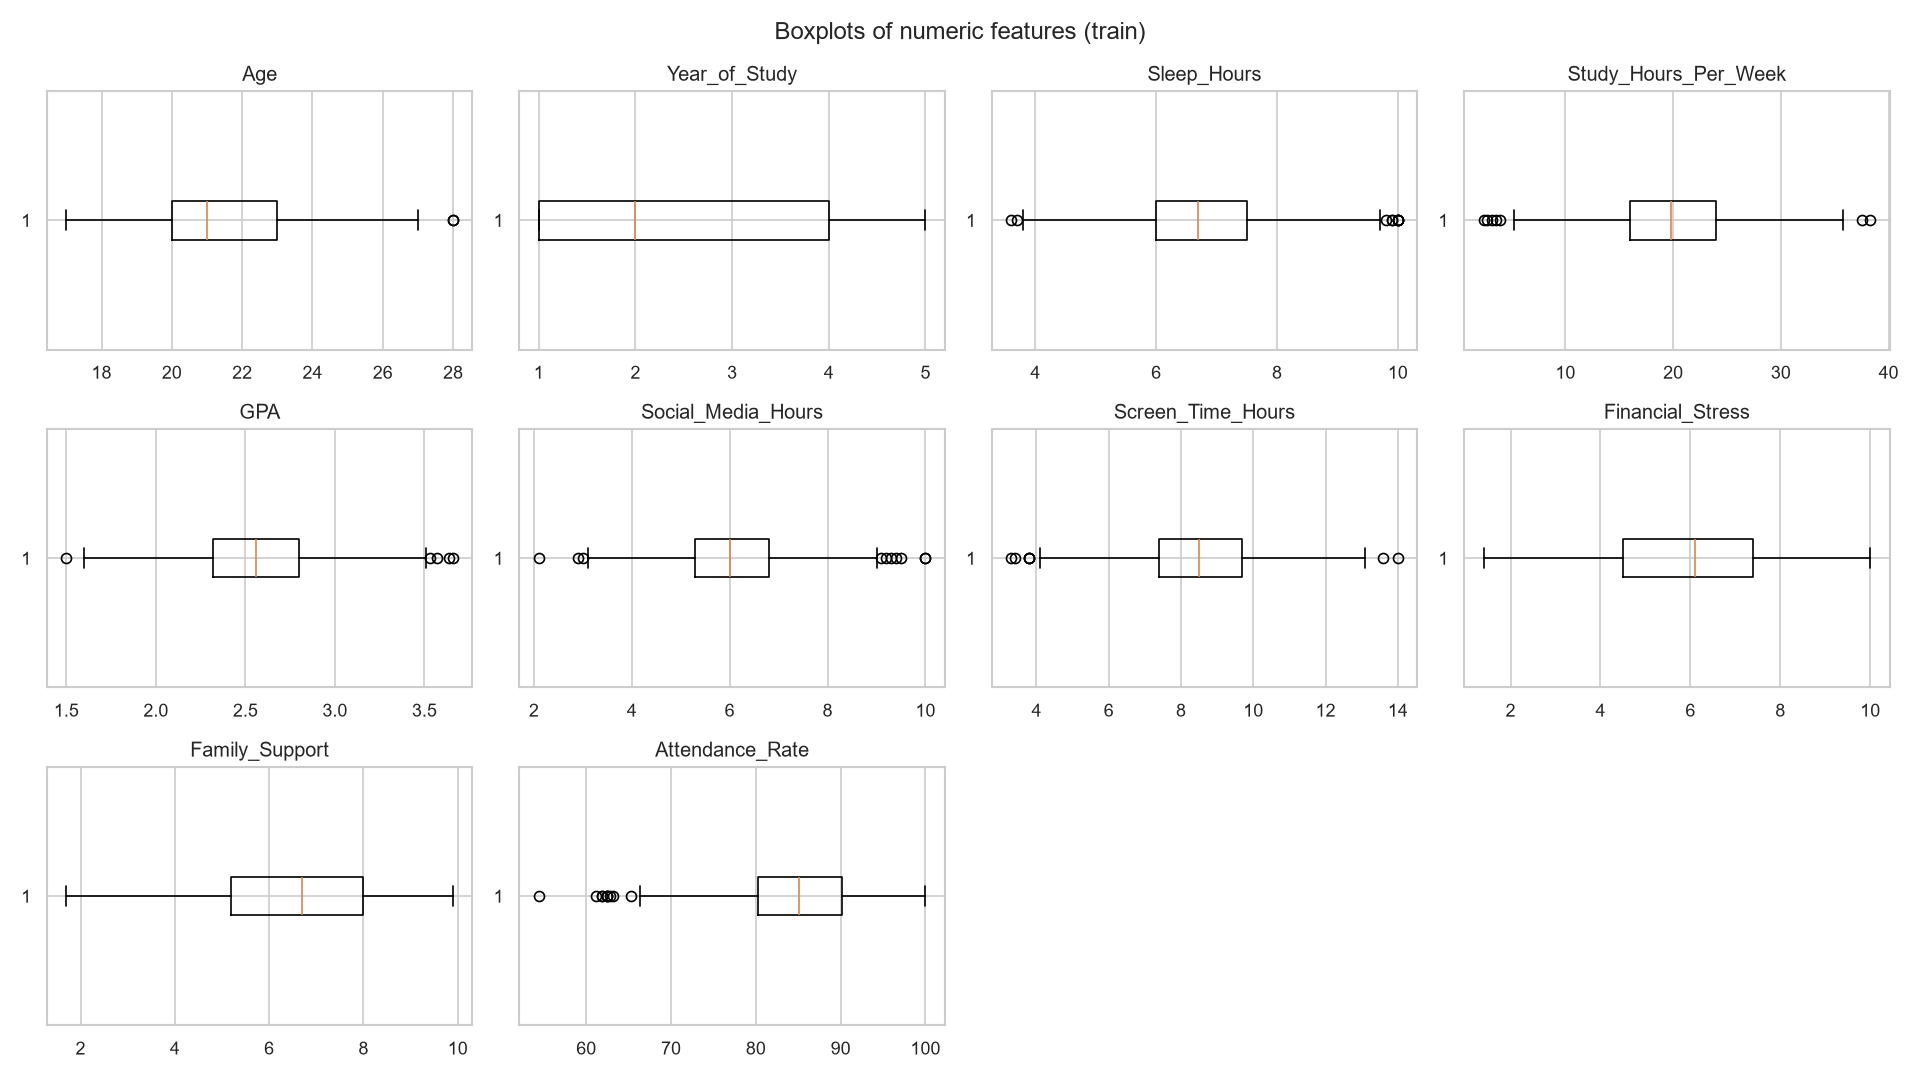 Boxplots of numeric features (train)
Age
Year_of_Study
Sleep_Hours
Study_Hours_Per_Week
1
1
1
1
18 20 22 24 26 28
1 2 3 4 5
4 6 8 10
10 20 30 40
GPA
Social_Media_Hours
Screen_Time_Hours
Financial_Stress
1
1
1
1
1.5 2.0 2.5 3.0 3.5
2 4 6 8 10
4 6 8 10 12 14
2 4 6 8 10
Family_Support
Attendance_Rate
1
1
2 4 6 8 10
60 70 80 90 100